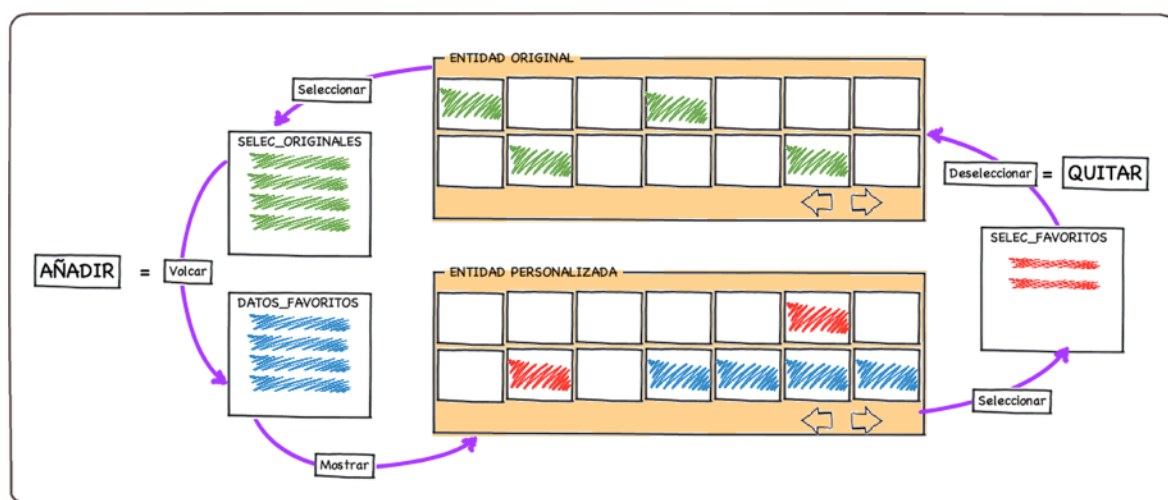 ENTIDAD ORIGINAL
Seleccionar
SELEC_ORIGINALES
Deseleccionar = QUITAR
SELEC_FAVORITOS
AÑADIR = Volcar
ENTIDAD PERSONALIZADA
DATOS_FAVORITOS
Seleccionar
Mostrar